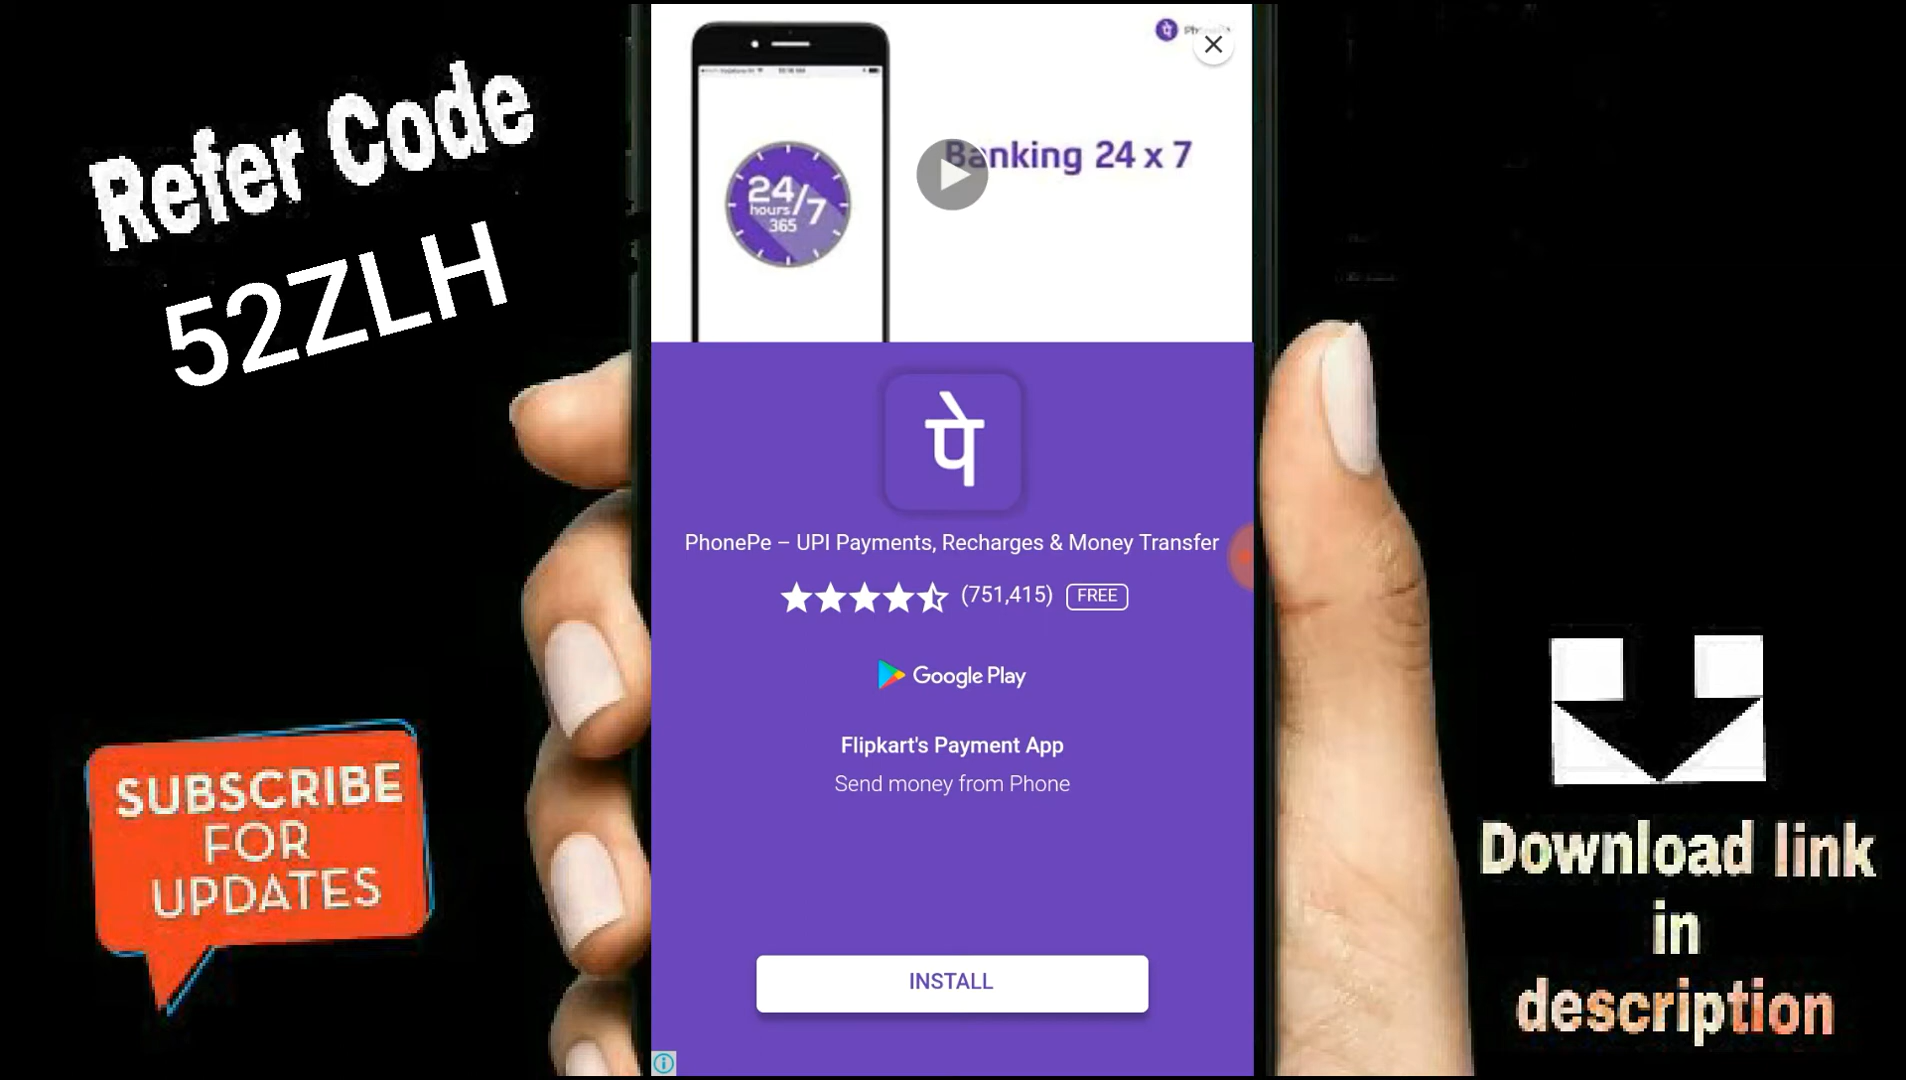 Refer Code
52ZLH
Banking 24 x 7
24/7
hours
365
पे
PhonePe – UPI Payments, Recharges & Money Transfer
(751,415) FREE
Google Play
Flipkart's Payment App
Send money from Phone
INSTALL
SUBSCRIBE
FOR
UPDATES
Download link
in
description